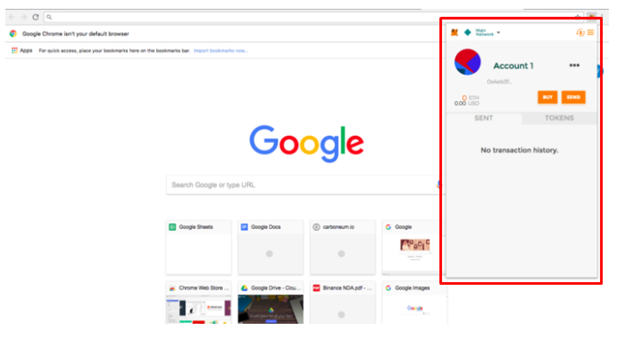 Google Chrome isn't your default browser
Apps For quick access, place your bookmarks here on the bookmarks bar. Import bookmarks now...
Main
Network
Account 1
0 ETH
0.00 USD
BUY
SEND
SENT
TOKENS
No transaction history.
Google
Search Google or type URL
Google Sheets
Google Docs
carbonsum.io
Google
Chrome Web Store ...
Google Drive - Clou...
Binance NDA.pdf - ...
Google Images